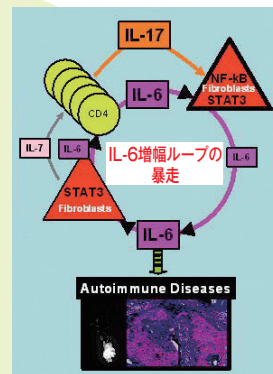 IL-17
NF-kB
Fibroblasts
STAT3
CD4
IL-6
IL-7
IL-6
IL-6増幅ループの
暴走
IL-6
STAT3
Fibroblasts
IL-6
Autoimmune Diseases